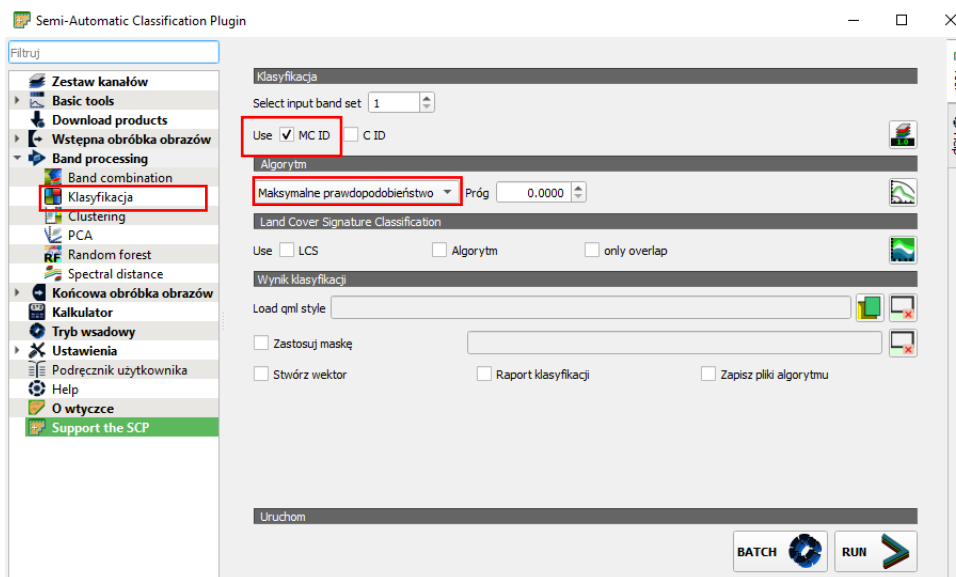 Semi-Automatic Classification Plugin
Filtruj
Zestaw kanałów
Basic tools
Download products
Wstępna obróbka obrazów
Band processing
Band combination
Klasyfikacja
Clustering
PCA
RF Random forest
Spectral distance
Końcowa obróbka obrazów
Kalkulator
Tryb wsadowy
Ustawienia
Podręcznik użytkownika
Help
O wtyczce
Support the SCP
Klasyfikacja
Select input band set 1
Use MC ID C ID
Algorytm
Maksymalne prawdopodobieństwo Próg 0.0000
Land Cover Signature Classification
Use LCS Algorytm only overlap
Wynik klasyfikacji
Load qml style
Zastosuj maskę
Stwórz wektor Raport klasyfikacji Zapisz pliki algorytmu
Uruchom
BATCH RUN